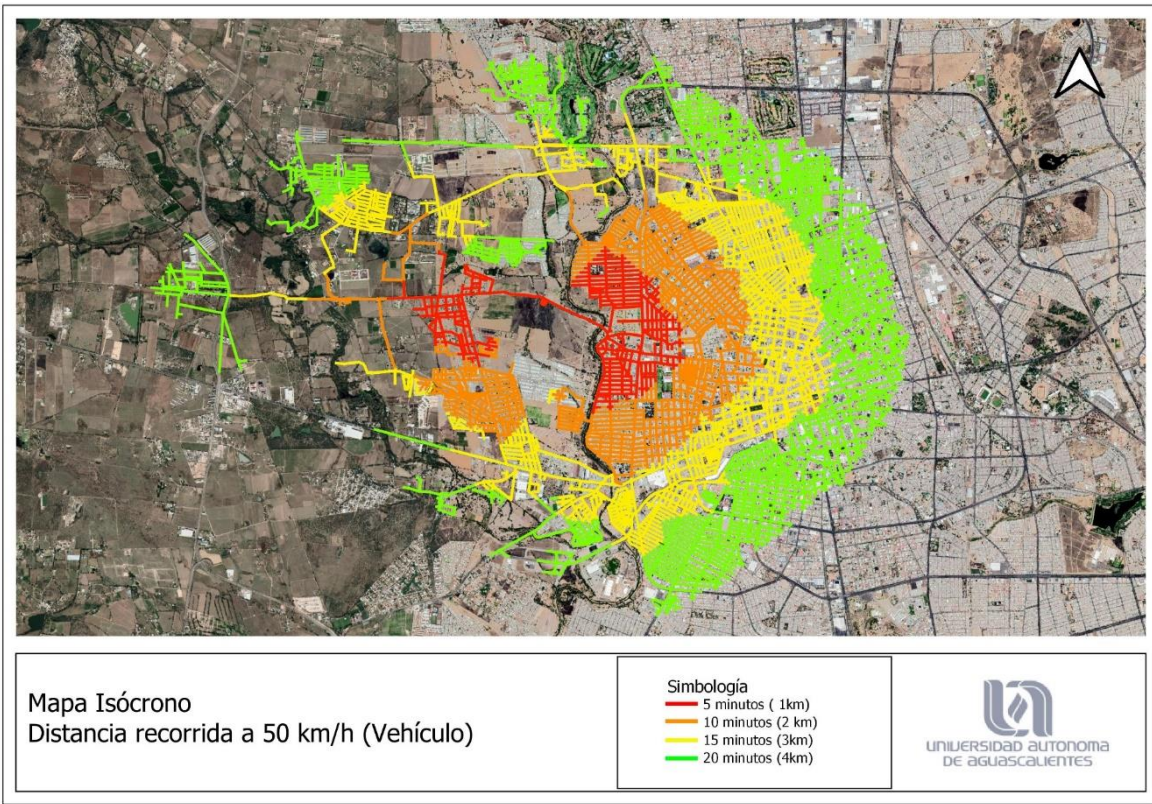 Mapa Isócrono
Distancia recorrida a 50 km/h (Vehículo)
Simbología
5 minutos ( 1km)
10 minutos (2 km)
15 minutos (3km)
20 minutos (4km)
UNIVERSIDAD AUTONOMA
DE AGUASCALIENTES